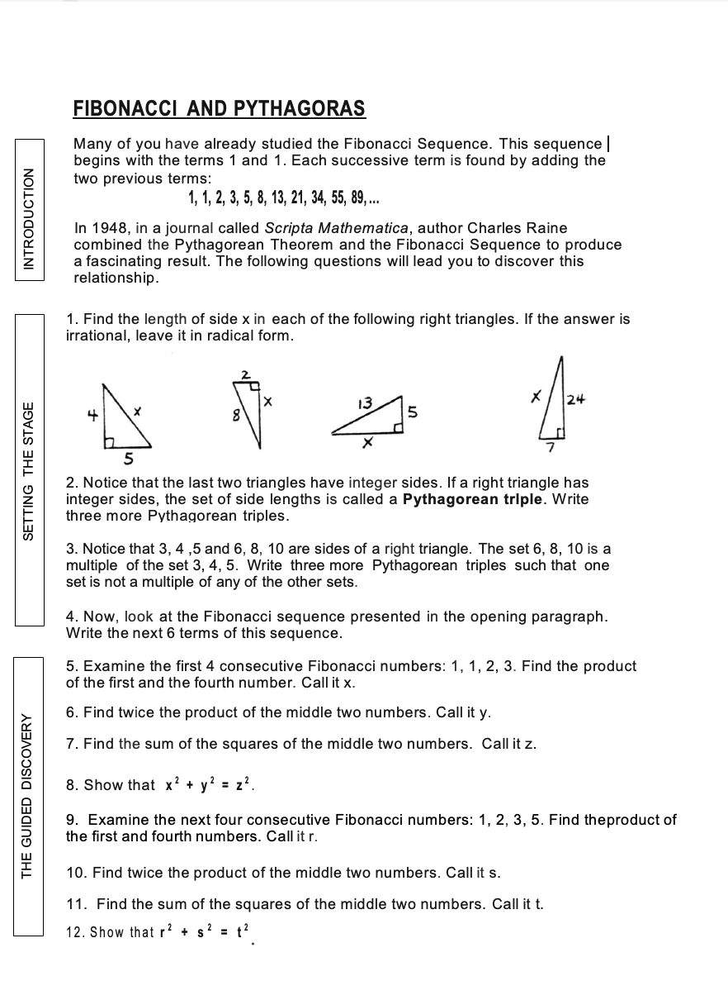 FIBONACCI AND PYTHAGORAS
INTRODUCTION
Many of you have already studied the Fibonacci Sequence. This sequence
begins with the terms 1 and 1. Each successive term is found by adding the
two previous terms:
1, 1, 2, 3, 5, 8, 13, 21, 34, 55, 89,...
In 1948, in a journal called Scripta Mathematica, author Charles Raine
combined the Pythagorean Theorem and the Fibonacci Sequence to produce
a fascinating result. The following questions will lead you to discover this
relationship.
SETTING THE STAGE
1. Find the length of side x in each of the following right triangles. If the answer is
irrational, leave it in radical form.
4 x 5
2 8 x
13 5 x
x 24 7
2. Notice that the last two triangles have integer sides. If a right triangle has
integer sides, the set of side lengths is called a Pythagorean trIple. Write
three more Pythagorean triples.
3. Notice that 3, 4 ,5 and 6, 8, 10 are sides of a right triangle. The set 6, 8, 10 is a
multiple of the set 3, 4, 5. Write three more Pythagorean triples such that one
set is not a multiple of any of the other sets.
4. Now, look at the Fibonacci sequence presented in the opening paragraph.
Write the next 6 terms of this sequence.
THE GUIDED DISCOVERY
5. Examine the first 4 consecutive Fibonacci numbers: 1, 1, 2, 3. Find the product
of the first and the fourth number. Call it x.
6. Find twice the product of the middle two numbers. Call it y.
7. Find the sum of the squares of the middle two numbers. Call it z.
8. Show that x² + y² = z².
9. Examine the next four consecutive Fibonacci numbers: 1, 2, 3, 5. Find theproduct of
the first and fourth numbers. Call it r.
10. Find twice the product of the middle two numbers. Call it s.
11. Find the sum of the squares of the middle two numbers. Call it t.
12. Show that r² + s² = t².